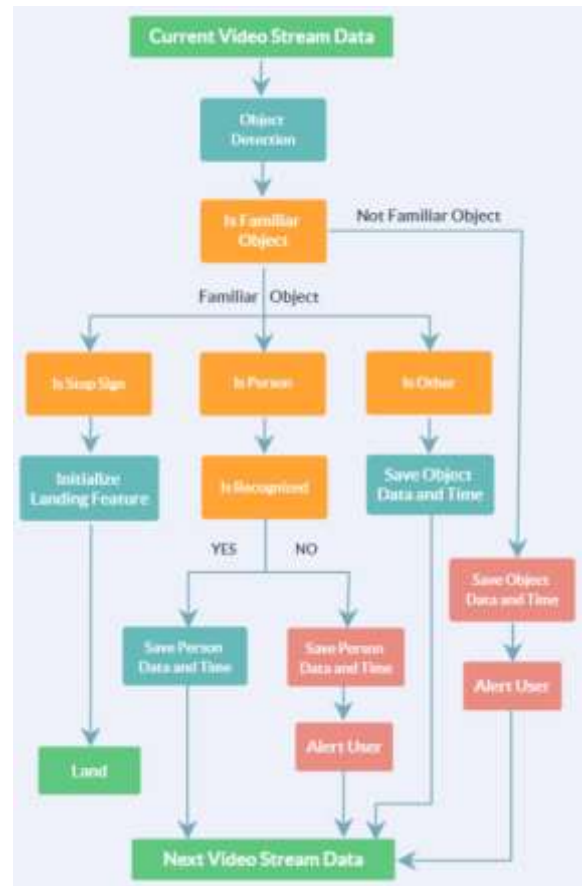 Current Video Stream Data
Object
Detection
Is Familiar
Object
Not Familiar Object
Familiar Object
Is Stop Sign
Is Person
Is Other
Initialize
Landing Feature
Is Recognized
Save Object
Data and Time
YES
NO
Save Object
Data and Time
Save Person
Data and Time
Save Person
Data and Time
Alert User
Alert User
Land
Next Video Stream Data